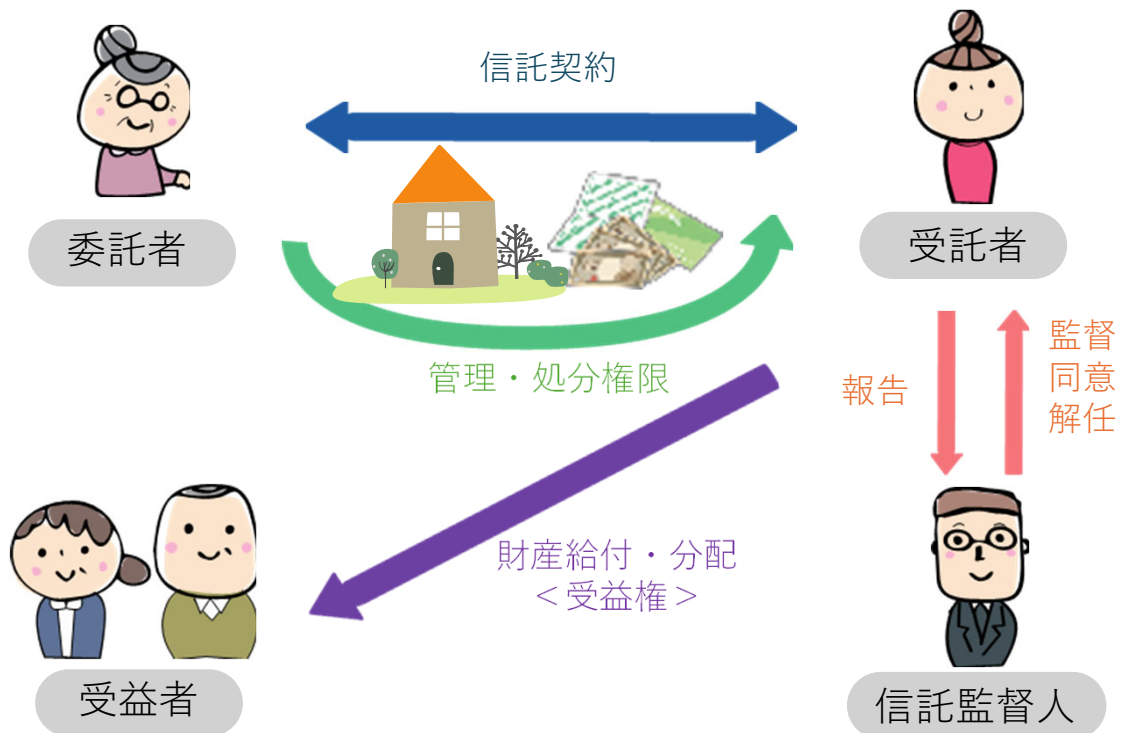 信託契約
委託者
受託者
管理・処分権限
報告
監督
同意
解任
財産給付・分配
＜受益権＞
受益者
信託監督人